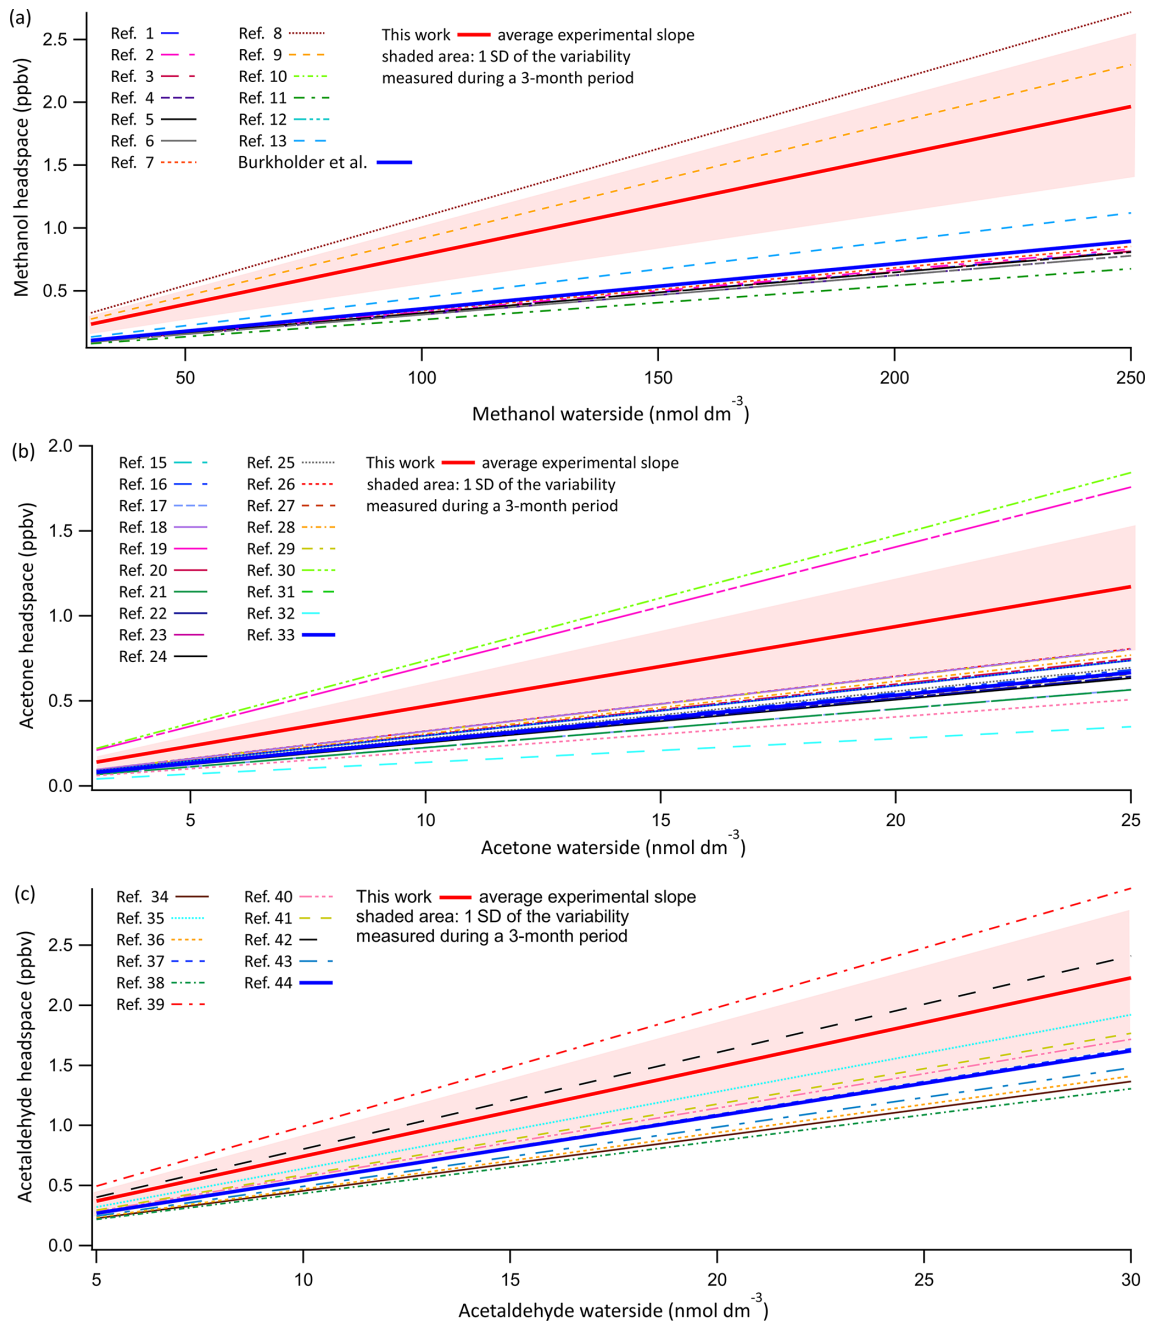 (a)
Methanol headspace (ppbv)
2.5
2.0
1.5
1.0
0.5
Ref. 1
Ref. 2
Ref. 3
Ref. 4
Ref. 5
Ref. 6
Ref. 7
Ref. 8
Ref. 9
Ref. 10
Ref. 11
Ref. 12
Ref. 13
Burkholder et al.
This work average experimental slope
shaded area: 1 SD of the variability
measured during a 3-month period
50 100 150 200 250
Methanol waterside (nmol dm⁻³)
(b)
Acetone headspace (ppbv)
2.0
1.5
1.0
0.5
0.0
Ref. 15
Ref. 16
Ref. 17
Ref. 18
Ref. 19
Ref. 20
Ref. 21
Ref. 22
Ref. 23
Ref. 24
Ref. 25
Ref. 26
Ref. 27
Ref. 28
Ref. 29
Ref. 30
Ref. 31
Ref. 32
Ref. 33
This work average experimental slope
shaded area: 1 SD of the variability
measured during a 3-month period
5 10 15 20 25
Acetone waterside (nmol dm⁻³)
(c)
Acetaldehyde headspace (ppbv)
2.5
2.0
1.5
1.0
0.5
0.0
Ref. 34
Ref. 35
Ref. 36
Ref. 37
Ref. 38
Ref. 39
Ref. 40
Ref. 41
Ref. 42
Ref. 43
Ref. 44
This work average experimental slope
shaded area: 1 SD of the variability
measured during a 3-month period
5 10 15 20 25 30
Acetaldehyde waterside (nmol dm⁻³)